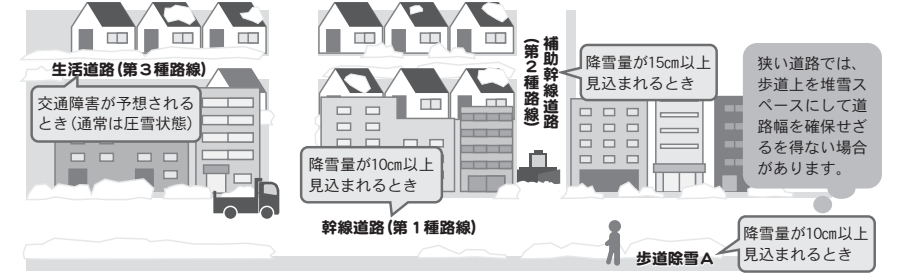 生活道路(第３種路線)
交通障害が予想される
とき(通常は圧雪状態)
降雪量が10cm以上
見込まれるとき
幹線道路(第１種路線)
補助幹線道路
(第２種路線)
降雪量が15cm以上
見込まれるとき
狭い道路では、
歩道上を堆雪ス
ペースにして道
路幅を確保せざ
るを得ない場合
があります。
歩道除雪Ａ
降雪量が10cm以上
見込まれるとき